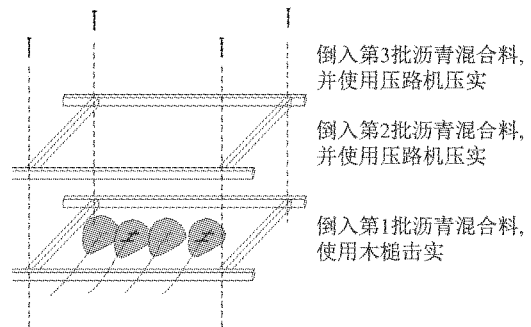 倒入第3批沥青混合料,
并使用压路机压实
倒入第2批沥青混合料,
并使用压路机压实
倒入第1批沥青混合料,
使用木槌击实